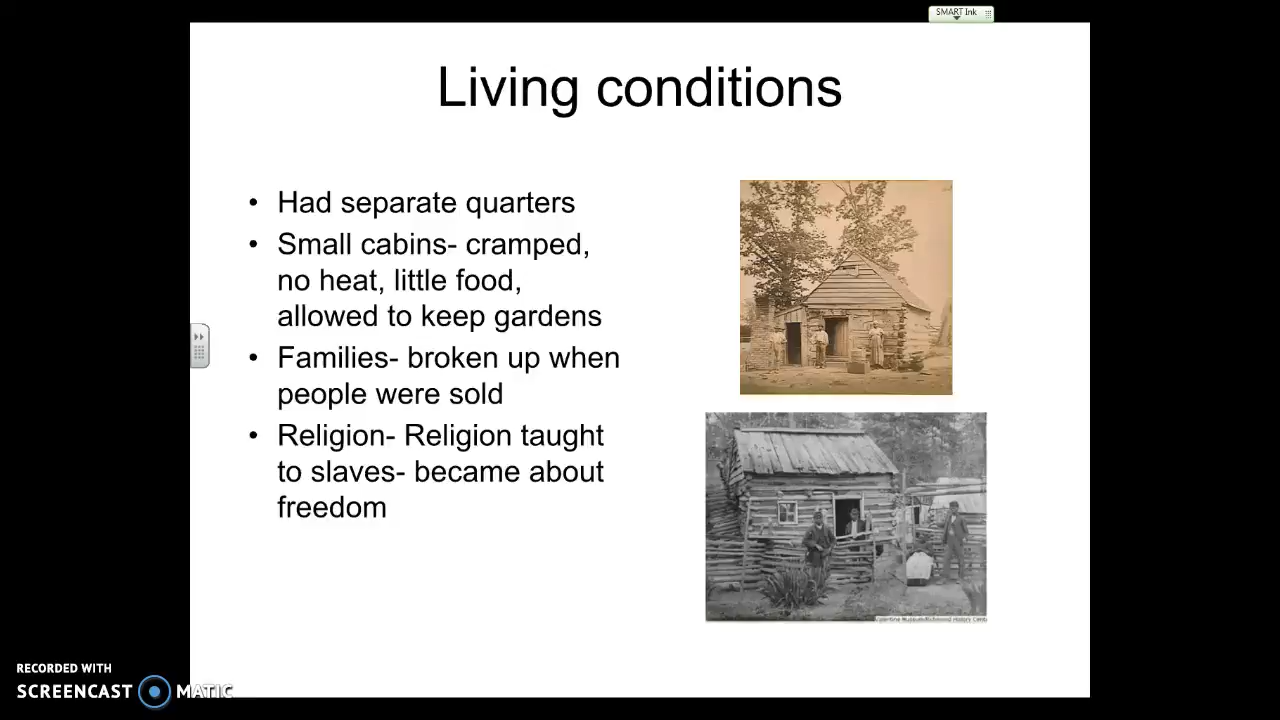 SMART Ink
Living conditions
• Had separate quarters
• Small cabins- cramped,
no heat, little food,
allowed to keep gardens
• Families- broken up when
people were sold
• Religion- Religion taught
to slaves- became about
freedom
RECORDED WITH
SCREENCAST MATIC